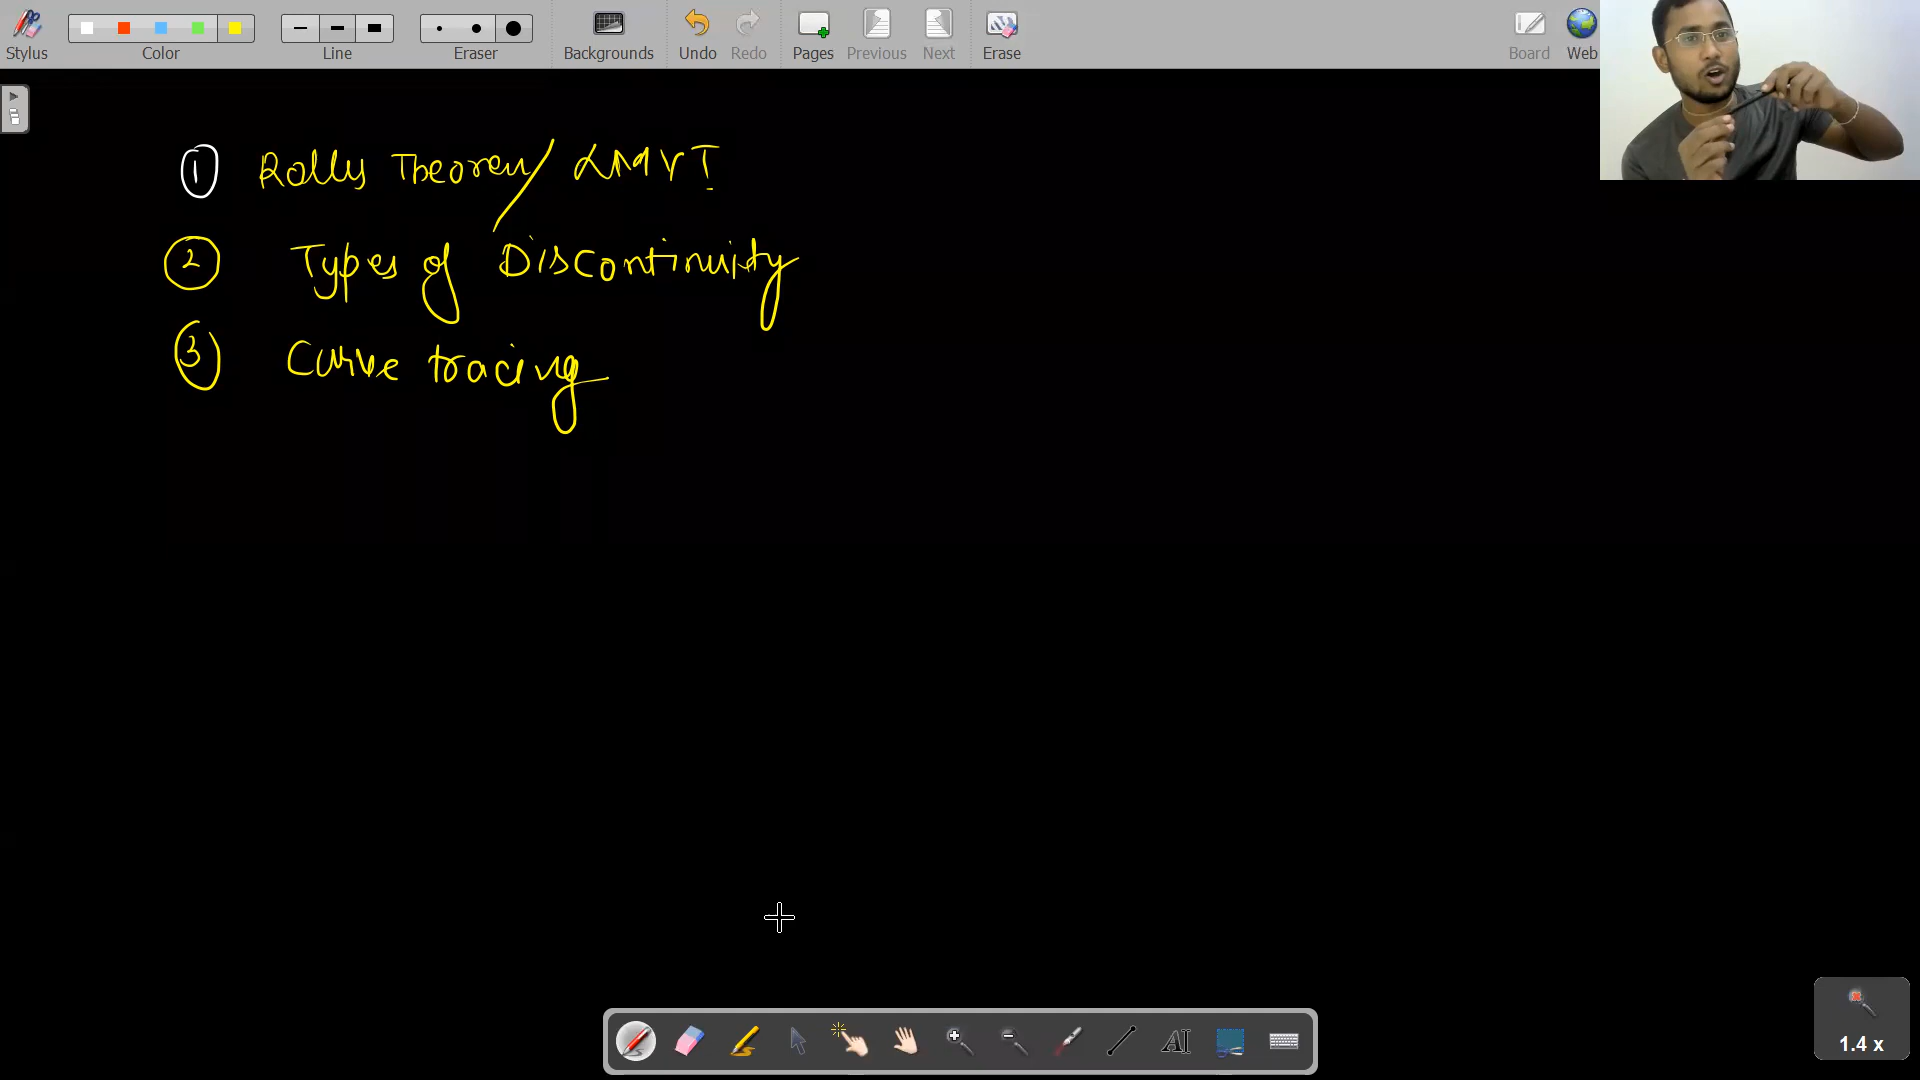 Stylus Color Line Eraser Backgrounds Undo Redo Pages Previous Next Erase Board Web
1 Rolly Theorem/ LMVT
2 Types of Discontinuity
3 Curve tracing
1.4 x